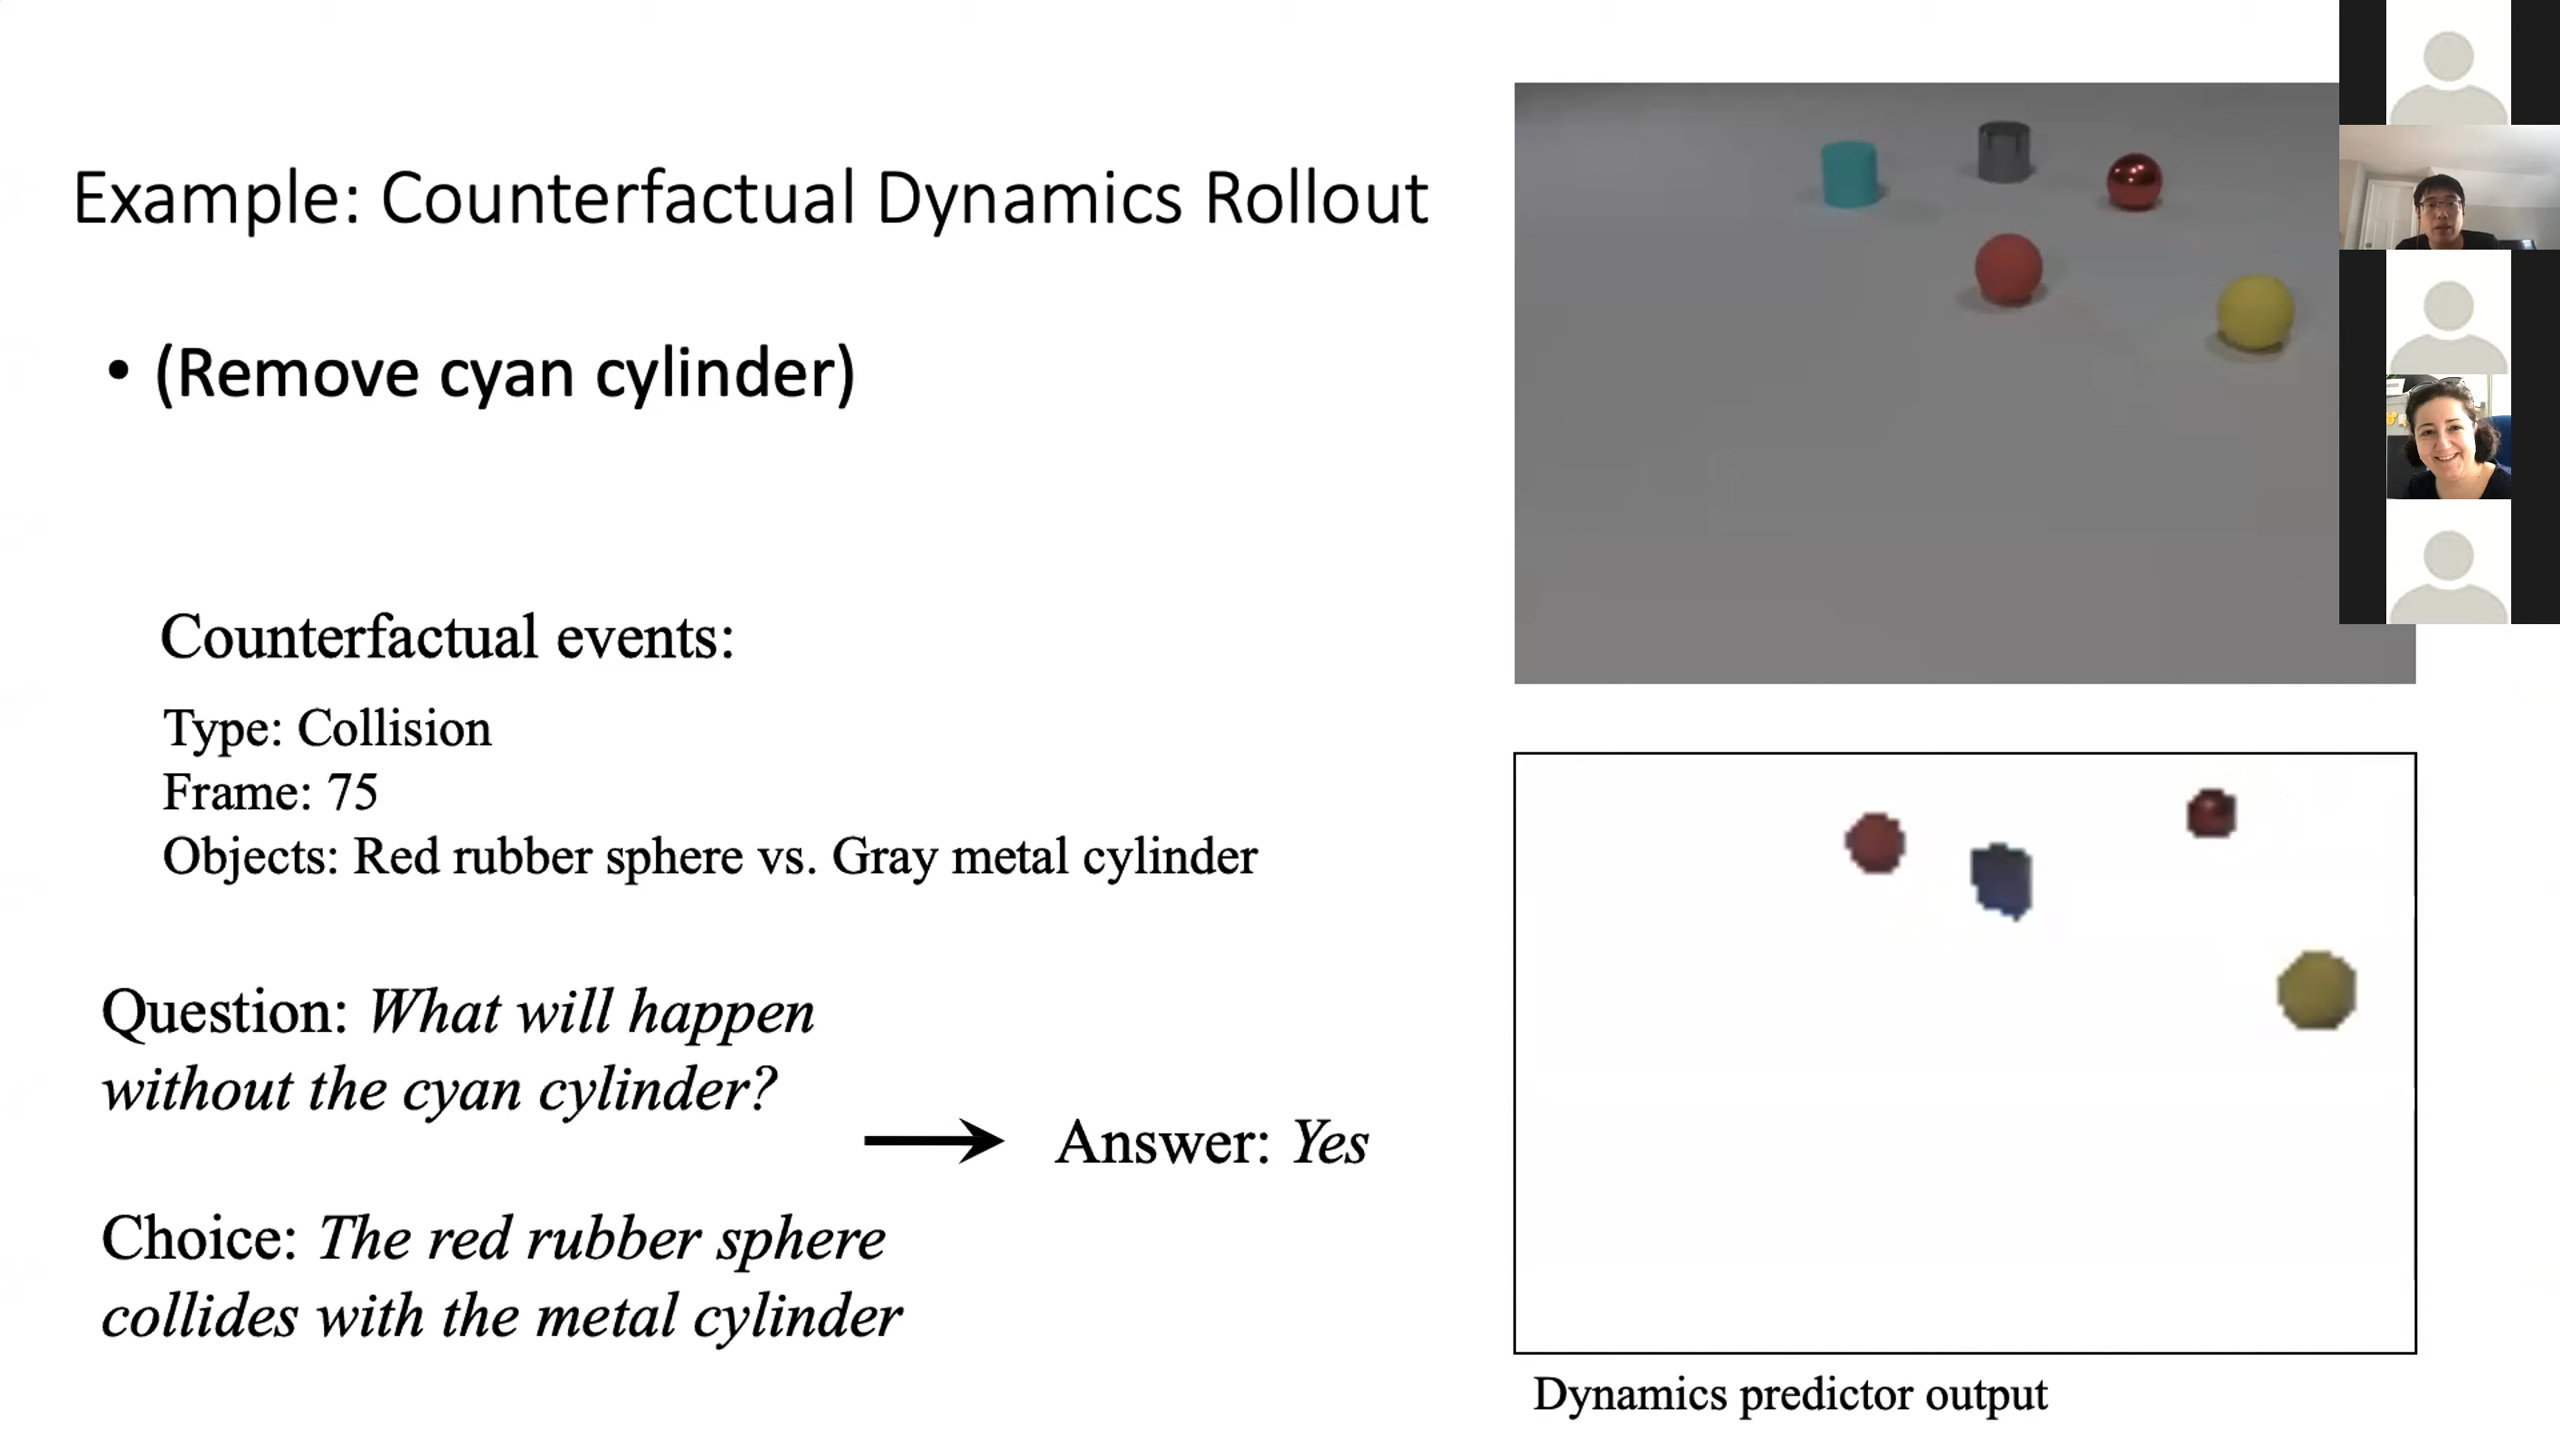 Example: Counterfactual Dynamics Rollout
• (Remove cyan cylinder)
Counterfactual events:
Type: Collision
Frame: 75
Objects: Red rubber sphere vs. Gray metal cylinder
Question: What will happen
without the cyan cylinder?
Answer: Yes
Choice: The red rubber sphere
collides with the metal cylinder
Dynamics predictor output